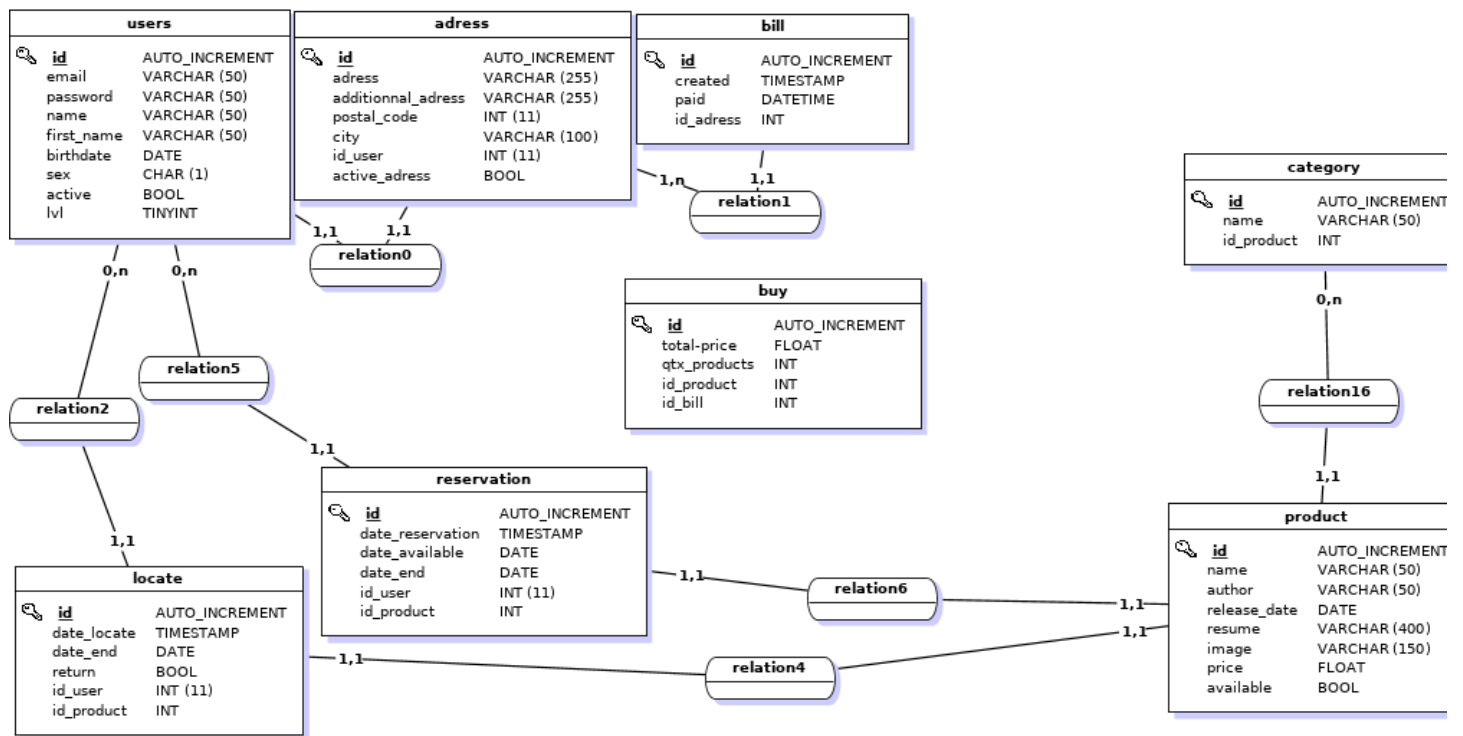 users
id AUTO_INCREMENT
email VARCHAR (50)
password VARCHAR (50)
name VARCHAR (50)
first_name VARCHAR (50)
birthdate DATE
sex CHAR (1)
active BOOL
lvl TINYINT
adress
id AUTO_INCREMENT
adress VARCHAR (255)
additionnal_adress VARCHAR (255)
postal_code INT (11)
city VARCHAR (100)
id_user INT (11)
active_adress BOOL
bill
id AUTO_INCREMENT
created TIMESTAMP
paid DATETIME
id_adress INT
1,n
1,1
relation1
1,1
1,1
relation0
category
id AUTO_INCREMENT
name VARCHAR (50)
id_product INT
0,n
0,n
buy
id AUTO_INCREMENT
total-price FLOAT
qtx_products INT
id_product INT
id_bill INT
0,n
relation5
relation2
relation16
1,1
1,1
1,1
reservation
id AUTO_INCREMENT
date_reservation TIMESTAMP
date_available DATE
date_end DATE
id_user INT (11)
id_product INT
product
id AUTO_INCREMENT
name VARCHAR (50)
author VARCHAR (50)
release_date DATE
resume VARCHAR (400)
image VARCHAR (150)
price FLOAT
available BOOL
locate
id AUTO_INCREMENT
date_locate TIMESTAMP
date_end DATE
return BOOL
id_user INT (11)
id_product INT
1,1
relation6
1,1
1,1
1,1
relation4